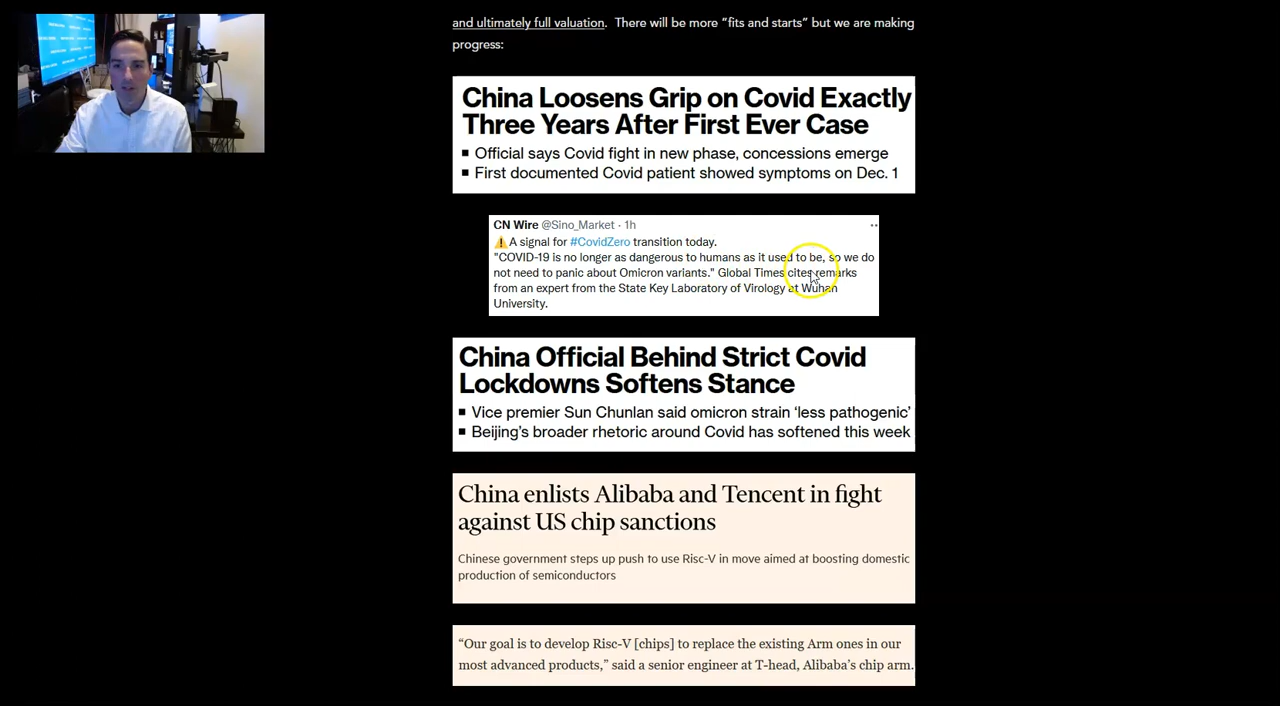 and ultimately full valuation. There will be more “fits and starts” but we are making
progress:
China Loosens Grip on Covid Exactly
Three Years After First Ever Case
▪ Official says Covid fight in new phase, concessions emerge
▪ First documented Covid patient showed symptoms on Dec. 1
CN Wire @Sino_Market · 1h
⚠️A signal for #CovidZero transition today.
"COVID-19 is no longer as dangerous to humans as it used to be, so we do
not need to panic about Omicron variants." Global Times cites remarks
from an expert from the State Key Laboratory of Virology at Wuhan
University.
China Official Behind Strict Covid
Lockdowns Softens Stance
▪ Vice premier Sun Chunlan said omicron strain ‘less pathogenic’
▪ Beijing’s broader rhetoric around Covid has softened this week
China enlists Alibaba and Tencent in fight
against US chip sanctions
Chinese government steps up push to use Risc-V in move aimed at boosting domestic
production of semiconductors
“Our goal is to develop Risc-V [chips] to replace the existing Arm ones in our
most advanced products,” said a senior engineer at T-head, Alibaba’s chip arm.